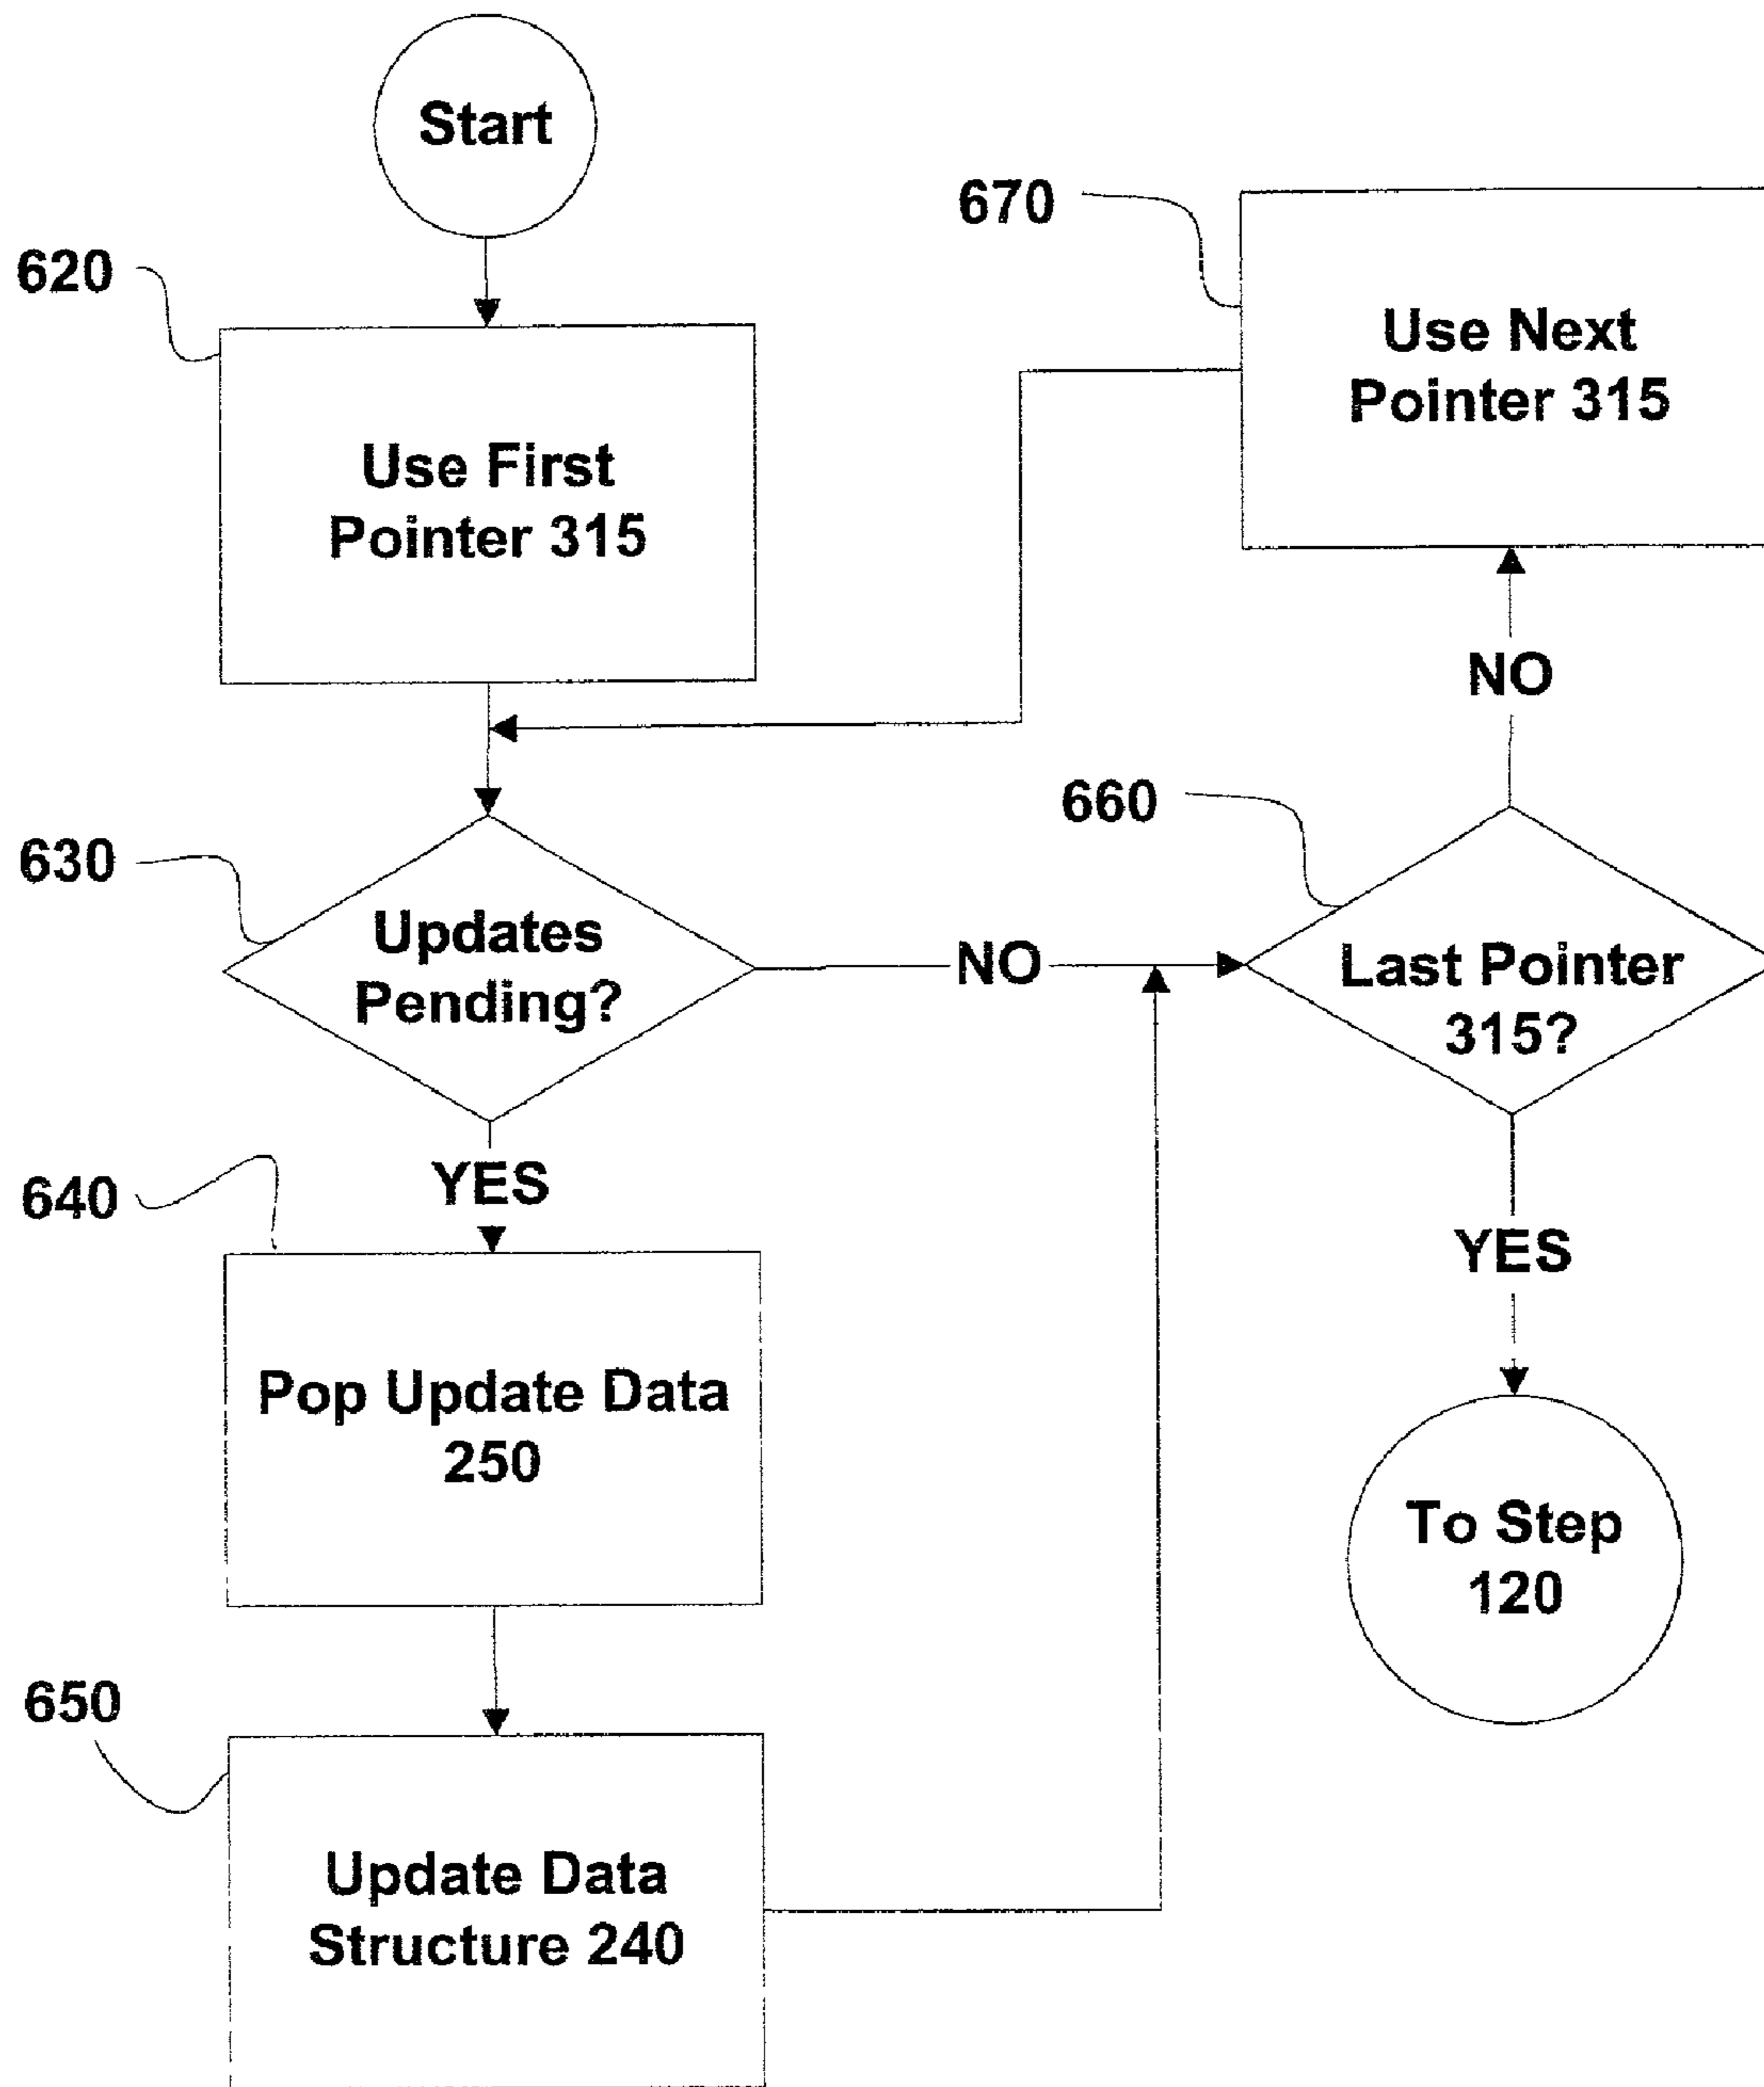 Start
620
Use First
Pointer 315
670
Use Next
Pointer 315
NO
630
Updates
Pending?
NO
660
Last Pointer
315?
YES
640
Pop Update Data
250
YES
To Step
120
650
Update Data
Structure 240